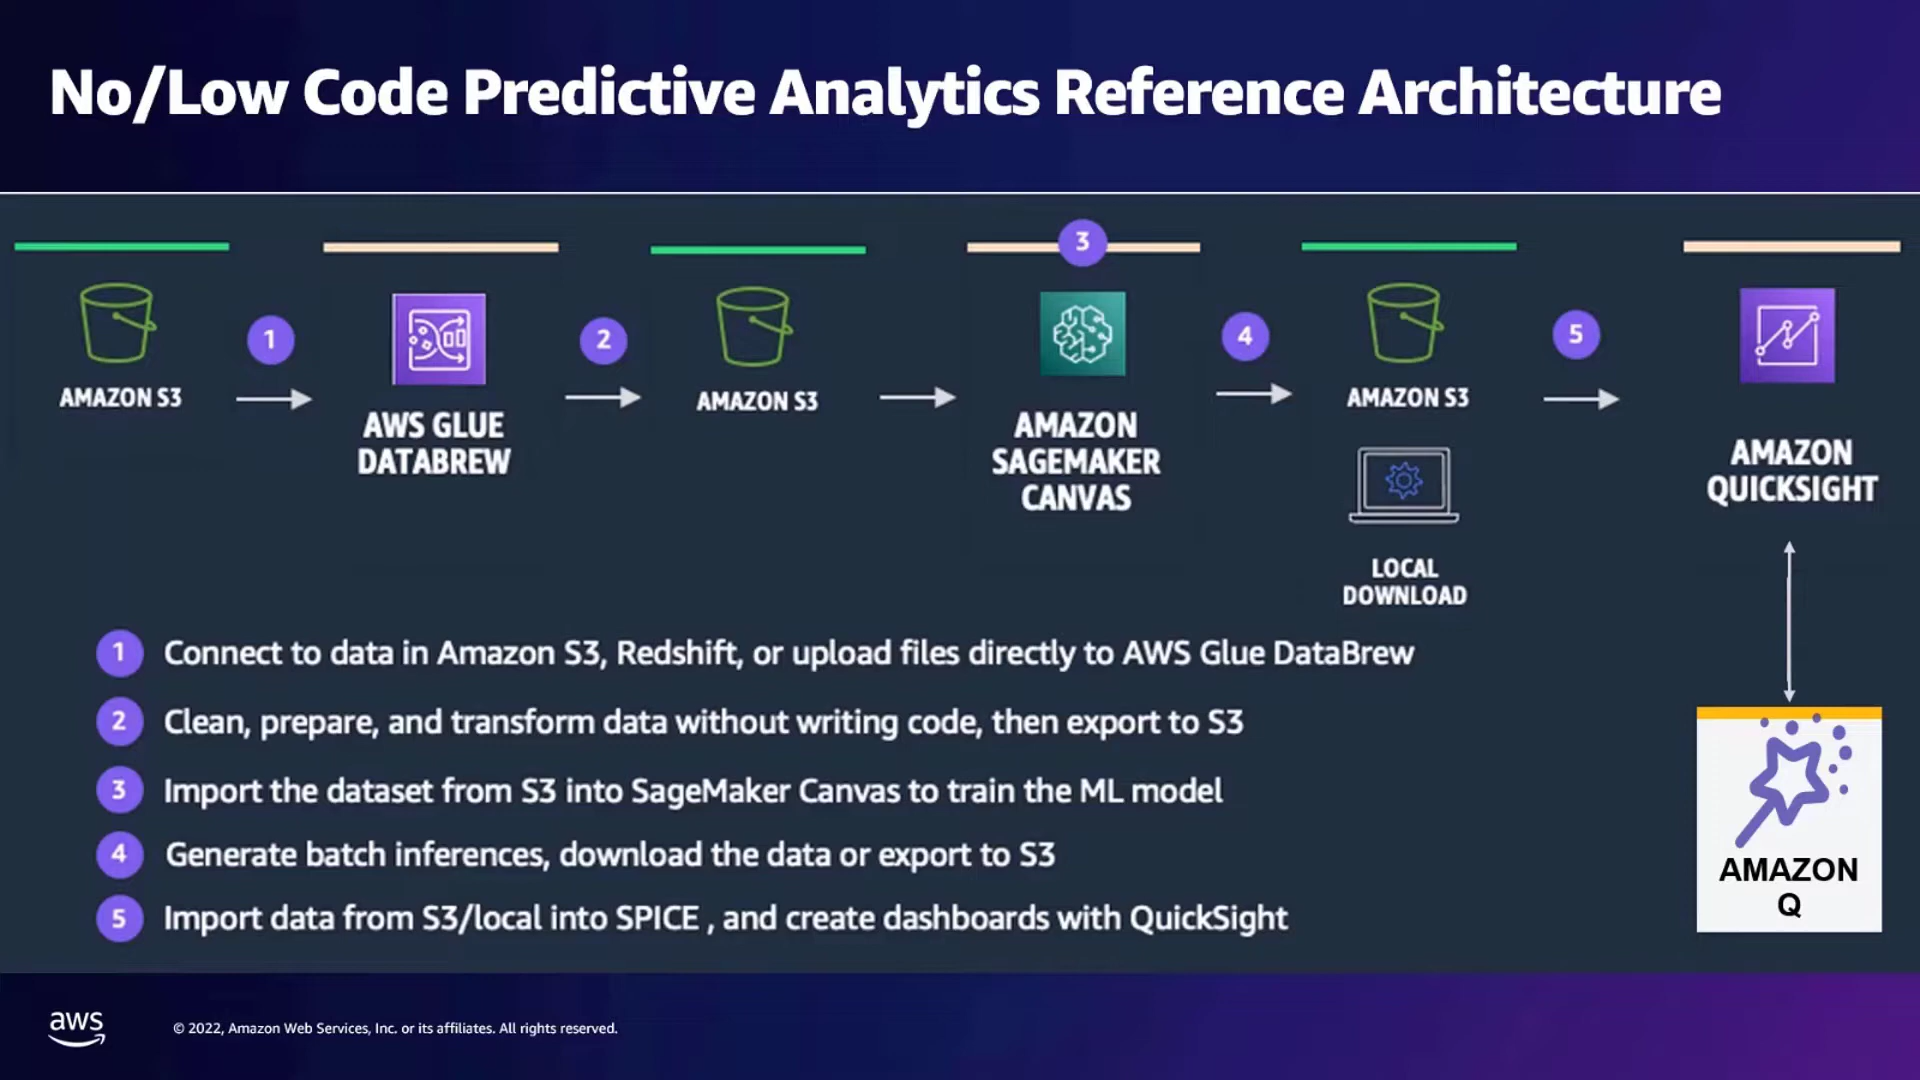 No/Low Code Predictive Analytics Reference Architecture
3
1
2
4
5
AMAZON S3
AWS GLUE
DATABREW
AMAZON S3
AMAZON
SAGEMAKER
CANVAS
AMAZON S3
LOCAL
DOWNLOAD
AMAZON
QUICKSIGHT
1 Connect to data in Amazon S3, Redshift, or upload files directly to AWS Glue DataBrew
2 Clean, prepare, and transform data without writing code, then export to S3
3 Import the dataset from S3 into SageMaker Canvas to train the ML model
4 Generate batch inferences, download the data or export to S3
5 Import data from S3/local into SPICE , and create dashboards with QuickSight
AMAZON
Q
aws
© 2022, Amazon Web Services, Inc. or its affiliates. All rights reserved.